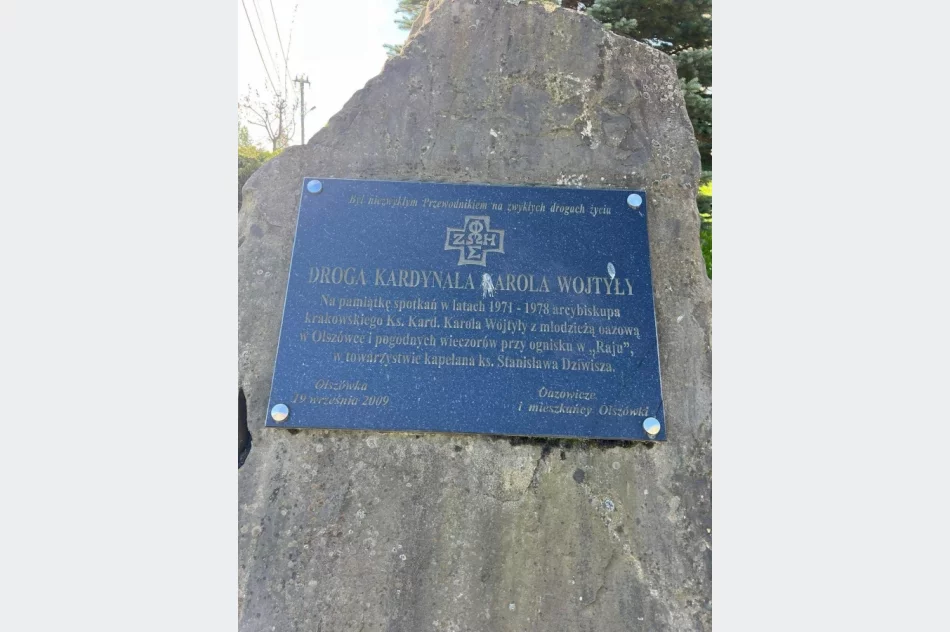 Był niezwykłym Przewodnikiem na zwykłych drogach życia
ΦΩΣ
ΖΩΗ
DROGA KARDYNAŁA KAROLA WOJTYŁY
Na pamiątkę spotkań w latach 1971 - 1978 arcybiskupa
krakowskiego Ks. Kard. Karola Wojtyły z młodzieżą oazową
w Olszówce i pogodnych wieczorów przy ognisku w „Raju”,
w towarzystwie kapelana ks. Stanisława Dziwisza.
Olszówka
19 września 2009
Oazowicze
i mieszkańcy Olszówki